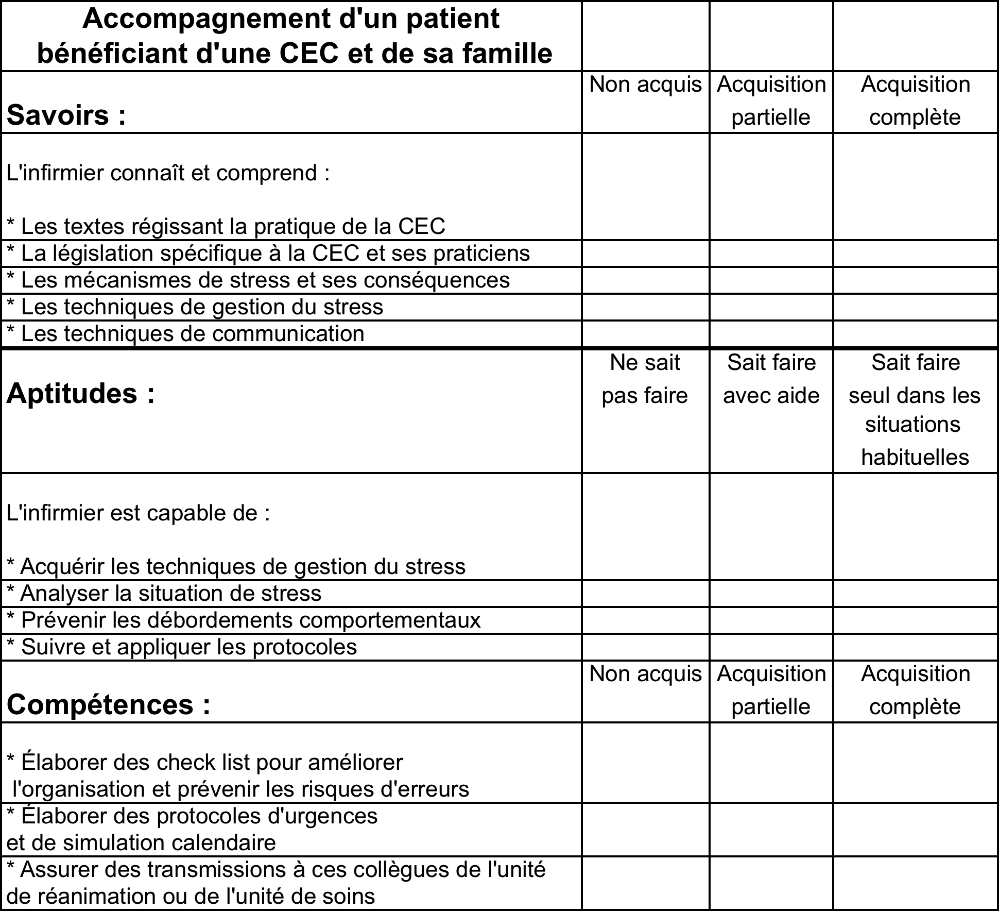 Accompagnement d'un patient
bénéficiant d'une CEC et de sa famille
Savoirs :
Non acquis
Acquisition
partielle
Acquisition
complète
L'infirmier connaît et comprend :
* Les textes régissant la pratique de la CEC
* La législation spécifique à la CEC et ses praticiens
* Les mécanismes de stress et ses conséquences
* Les techniques de gestion du stress
* Les techniques de communication
Aptitudes :
Ne sait
pas faire
Sait faire
avec aide
Sait faire
seul dans les
situations
habituelles
L'infirmier est capable de :
* Acquérir les techniques de gestion du stress
* Analyser la situation de stress
* Prévenir les débordements comportementaux
* Suivre et appliquer les protocoles
Compétences :
Non acquis
Acquisition
partielle
Acquisition
complète
* Élaborer des check list pour améliorer
l'organisation et prévenir les risques d'erreurs
* Élaborer des protocoles d'urgences
et de simulation calendaire
* Assurer des transmissions à ces collègues de l'unité
de réanimation ou de l'unité de soins